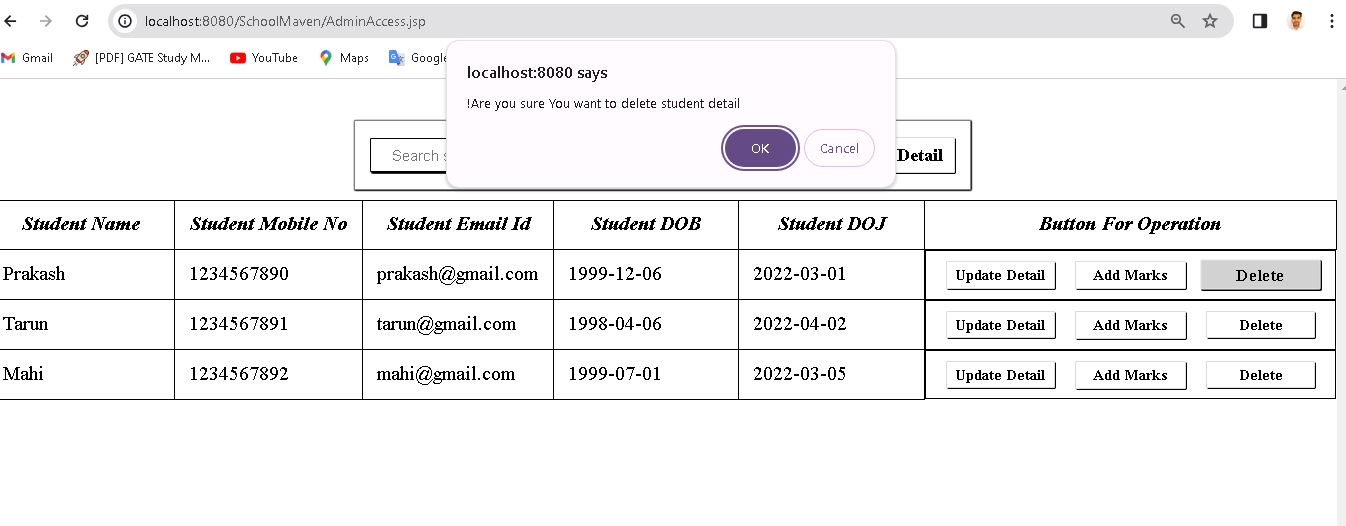 localhost:8080/SchoolMaven/AdminAccess.jsp
Gmail [PDF] GATE Study M... YouTube Maps Google
localhost:8080 says
!Are you sure You want to delete student detail
OK Cancel
Search Detail
Student Name Student Mobile No Student Email Id Student DOB Student DOJ Button For Operation
Prakash 1234567890 prakash@gmail.com 1999-12-06 2022-03-01 Update Detail Add Marks Delete
Tarun 1234567891 tarun@gmail.com 1998-04-06 2022-04-02 Update Detail Add Marks Delete
Mahi 1234567892 mahi@gmail.com 1999-07-01 2022-03-05 Update Detail Add Marks Delete